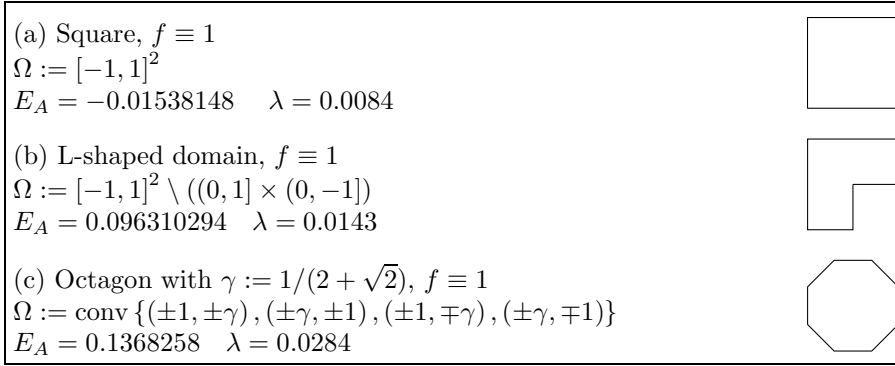 (a) Square, f ≡ 1
Ω := [−1, 1]²
E_A = −0.01538148 λ = 0.0084
(b) L-shaped domain, f ≡ 1
Ω := [−1, 1]² \ ((0, 1] × (0, −1])
E_A = 0.096310294 λ = 0.0143
(c) Octagon with γ := 1/(2 + √2), f ≡ 1
Ω := conv {(±1, ±γ) , (±γ, ±1) , (±1, ∓γ) , (±γ, ∓1)}
E_A = 0.1368258 λ = 0.0284